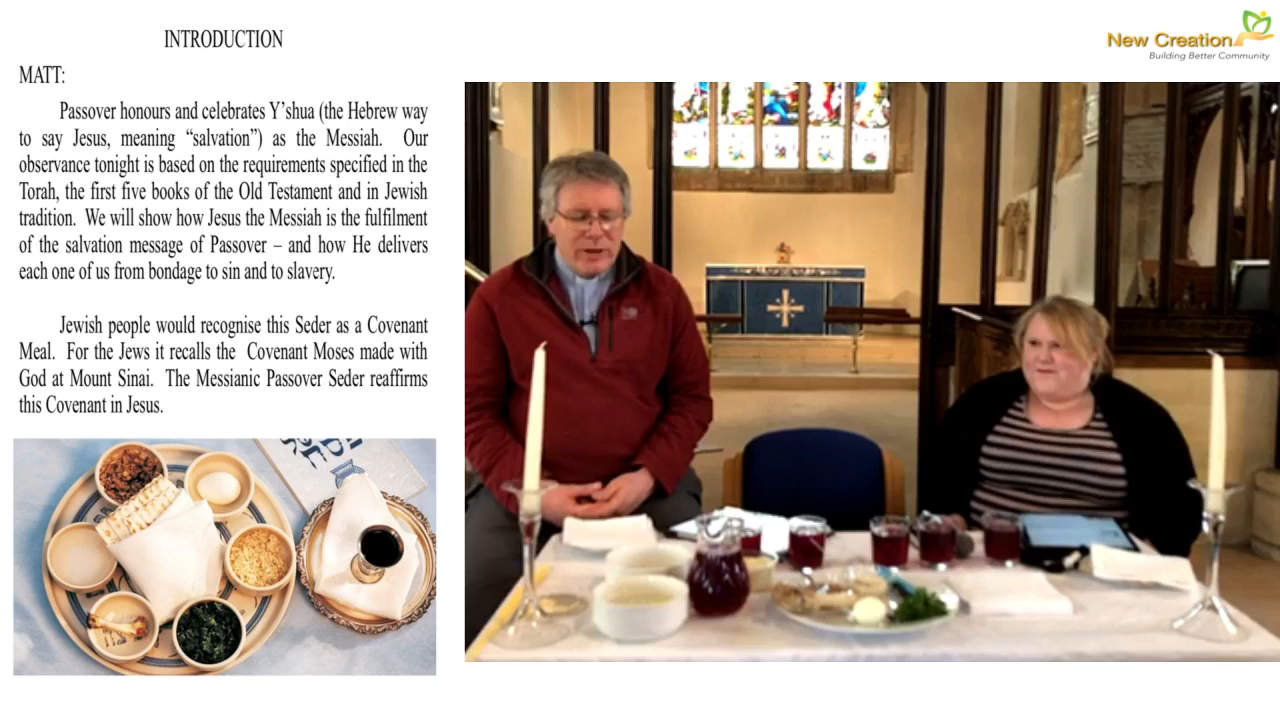 INTRODUCTION
MATT:
Passover honours and celebrates Y’shua (the Hebrew way
to say Jesus, meaning “salvation”) as the Messiah. Our
observance tonight is based on the requirements specified in the
Torah, the first five books of the Old Testament and in Jewish
tradition. We will show how Jesus the Messiah is the fulfilment
of the salvation message of Passover – and how He delivers
each one of us from bondage to sin and to slavery.
Jewish people would recognise this Seder as a Covenant
Meal. For the Jews it recalls the Covenant Moses made with
God at Mount Sinai. The Messianic Passover Seder reaffirms
this Covenant in Jesus.
New Creation
Building Better Community